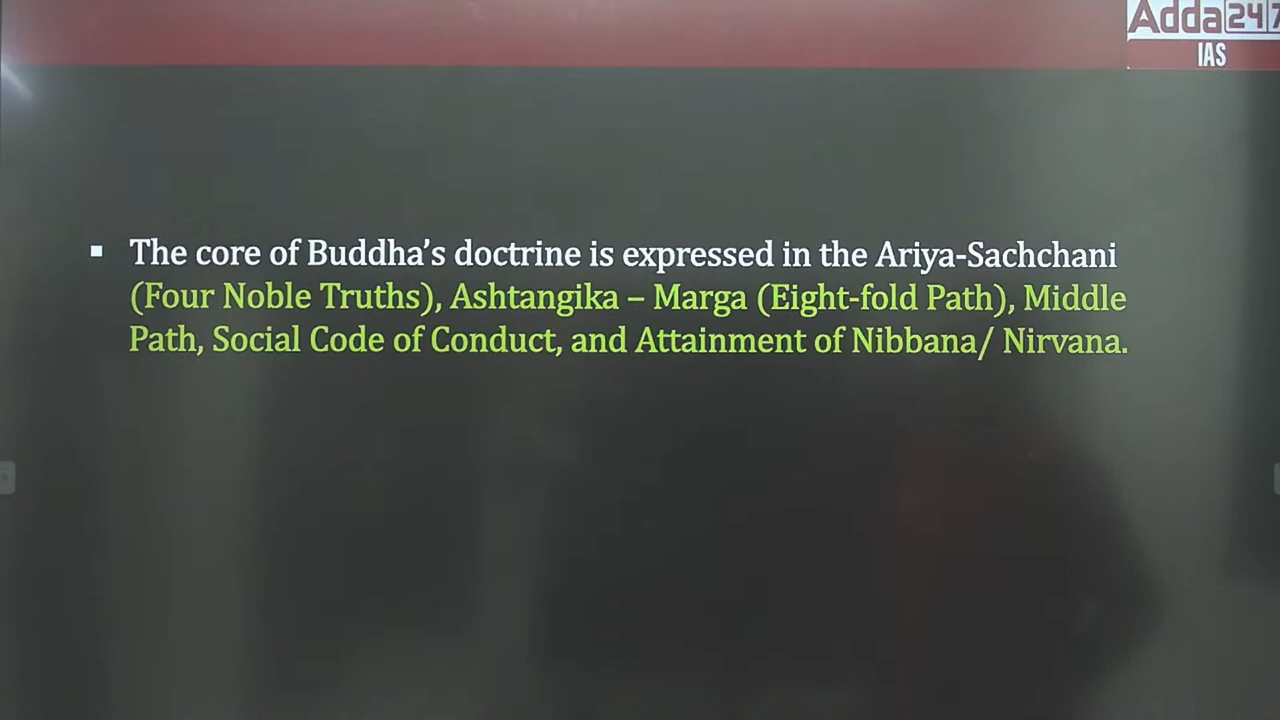 Adda247
IAS
▪ The core of Buddha’s doctrine is expressed in the Ariya-Sachchani
(Four Noble Truths), Ashtangika – Marga (Eight-fold Path), Middle
Path, Social Code of Conduct, and Attainment of Nibbana/ Nirvana.